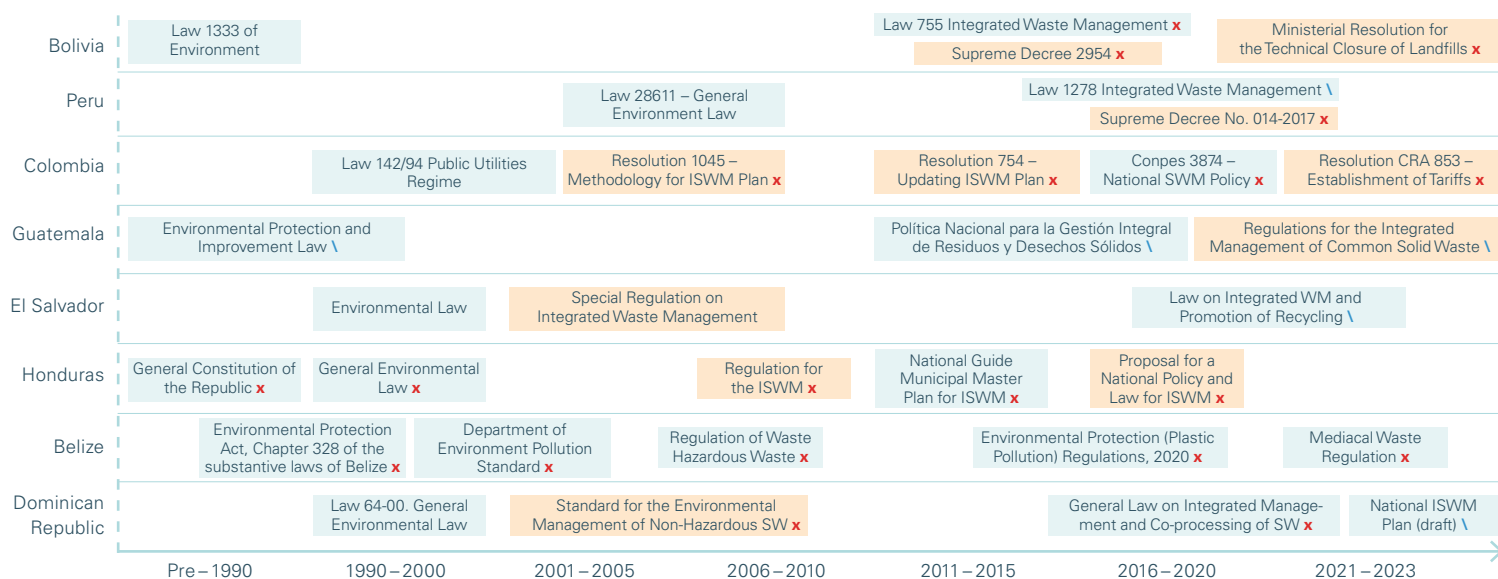 Bolivia
Law 1333 of
Environment
Law 755 Integrated Waste Management x
Supreme Decree 2954 x
Ministerial Resolution for
the Technical Closure of Landfills x
Peru
Law 28611 – General
Environment Law
Law 1278 Integrated Waste Management \
Supreme Decree No. 014-2017 x
Colombia
Law 142/94 Public Utilities
Regime
Resolution 1045 –
Methodology for ISWM Plan x
Resolution 754 –
Updating ISWM Plan x
Conpes 3874 –
National SWM Policy x
Resolution CRA 853 –
Establishment of Tariffs x
Guatemala
Environmental Protection and
Improvement Law \
Política Nacional para la Gestión Integral
de Residuos y Desechos Sólidos \
Regulations for the Integrated
Management of Common Solid Waste \
El Salvador
Environmental Law
Special Regulation on
Integrated Waste Management
Law on Integrated WM and
Promotion of Recycling \
Honduras
General Constitution of
the Republic x
General Environmental
Law x
Regulation for
the ISWM x
National Guide
Municipal Master
Plan for ISWM x
Proposal for a
National Policy and
Law for ISWM x
Belize
Environmental Protection
Act, Chapter 328 of the
substantive laws of Belize x
Department of
Environment Pollution
Standard x
Regulation of Waste
Hazardous Waste x
Environmental Protection (Plastic
Pollution) Regulations, 2020 x
Mediacal Waste
Regulation x
Dominican
Republic
Law 64-00. General
Environmental Law
Standard for the Environmental
Management of Non-Hazardous SW x
General Law on Integrated Manage-
ment and Co-processing of SW x
National ISWM
Plan (draft) \
Pre – 1990
1990 – 2000
2001 – 2005
2006 – 2010
2011 – 2015
2016 – 2020
2021 – 2023